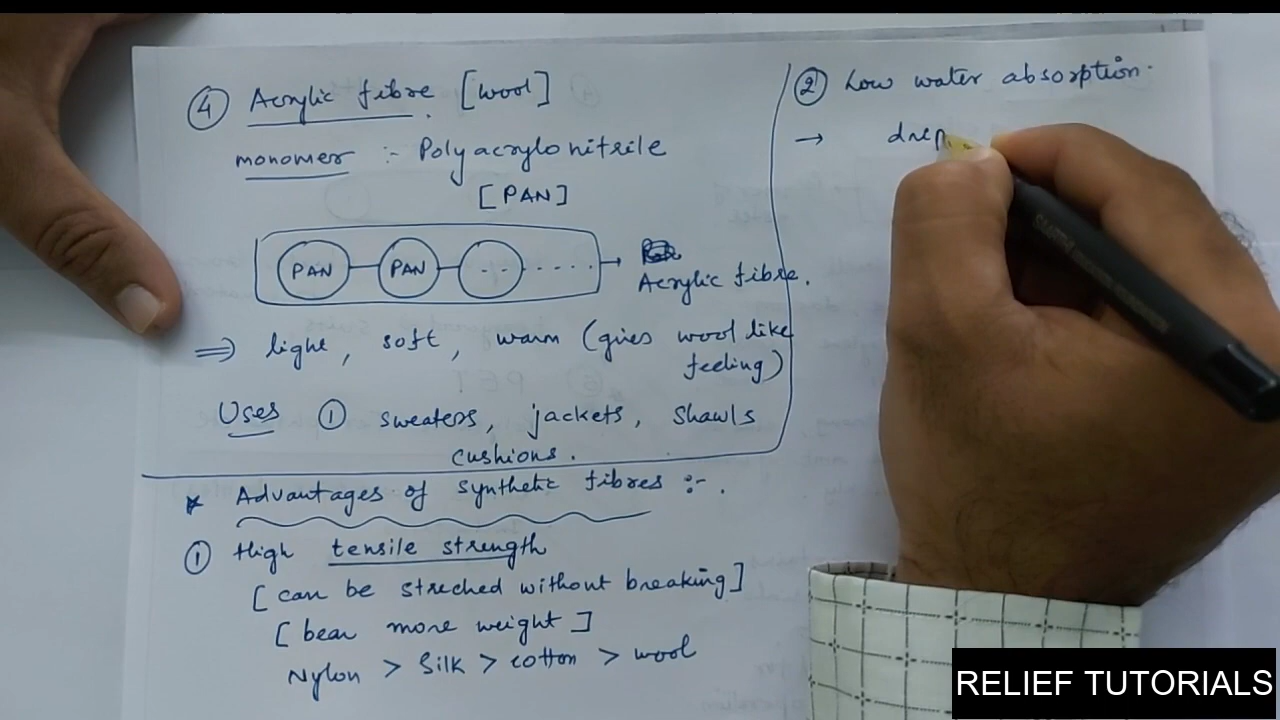 ④ Acrylic fibre. [wool]
monomer :- Polyacrylonitrile
[PAN]
PAN PAN ........ → Acrylic fibre.
⇒ light, soft, warm (gives wool like
feeling)
Uses ① sweaters, jackets, shawls
cushions.
* Advantages of synthetic fibres :-.
① High tensile strength
[can be streched without breaking]
[bear more weight]
Nylon > Silk > cotton > wool
② Low water absorption.
→
RELIEF TUTORIALS